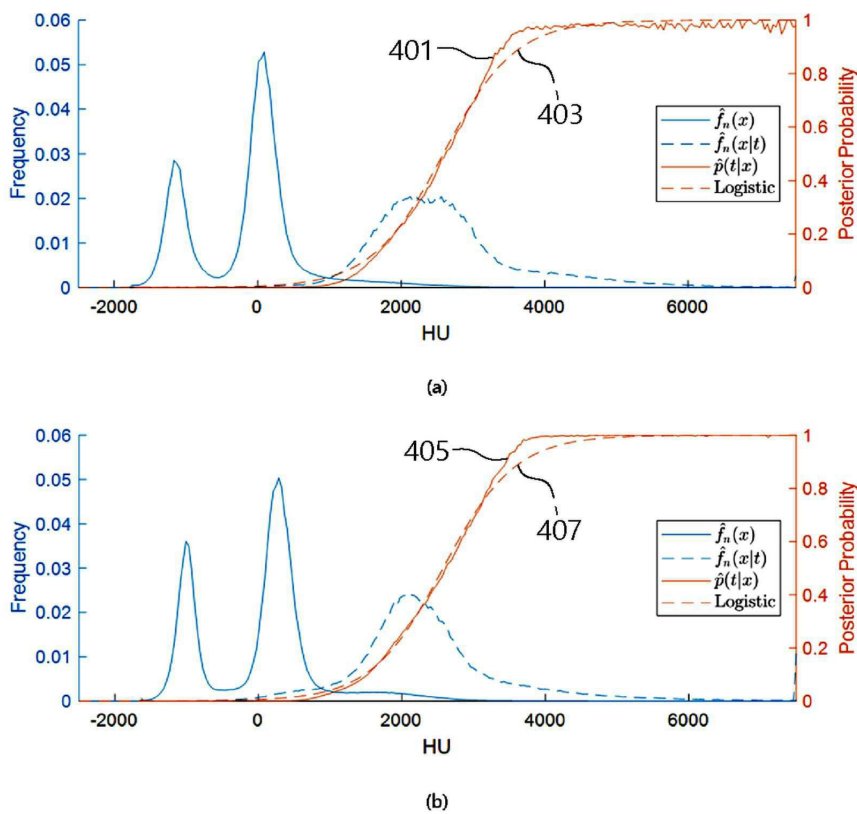 0.06
0.05
0.04
0.03
0.02
0.01
0
Frequency
-2000
0
2000
4000
6000
HU
1
0.8
0.6
0.4
0.2
0
Posterior Probability
401
403
f̂ₙ(x)
f̂ₙ(x|t)
p̂(t|x)
Logistic
(a)
0.06
0.05
0.04
0.03
0.02
0.01
0
Frequency
-2000
0
2000
4000
6000
HU
1
0.8
0.6
0.4
0.2
0
Posterior Probability
405
407
f̂ₙ(x)
f̂ₙ(x|t)
p̂(t|x)
Logistic
(b)